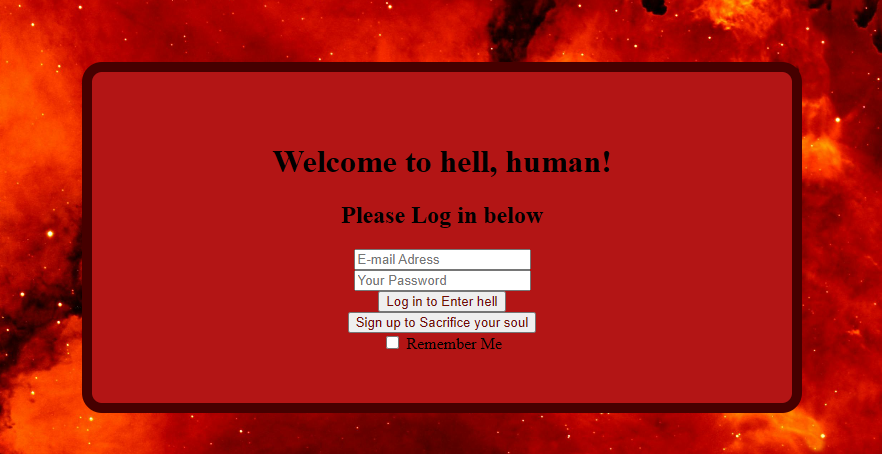 Welcome to hell, human!
Please Log in below
E-mail Adress
Your Password
Log in to Enter hell
Sign up to Sacrifice your soul
Remember Me